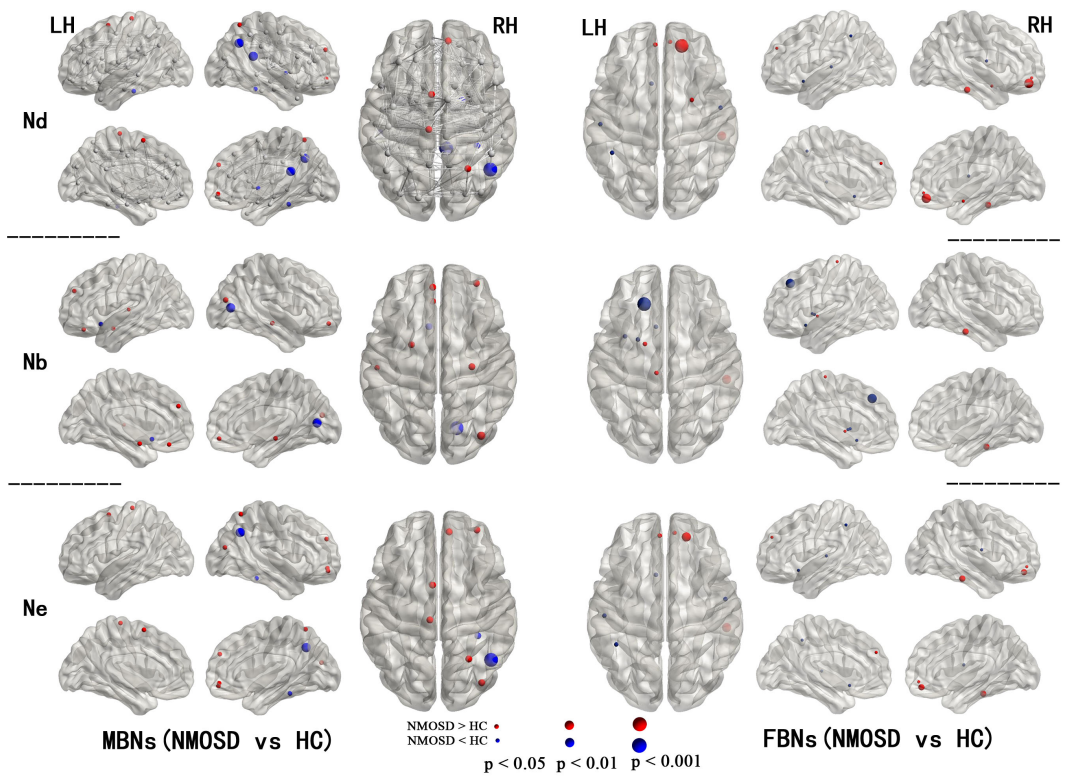 LH
RH
LH
RH
Nd
Nb
Ne
MBNs(NMOSD vs HC)
NMOSD > HC
NMOSD < HC
p < 0.05
p < 0.01
p < 0.001
FBNs(NMOSD vs HC)